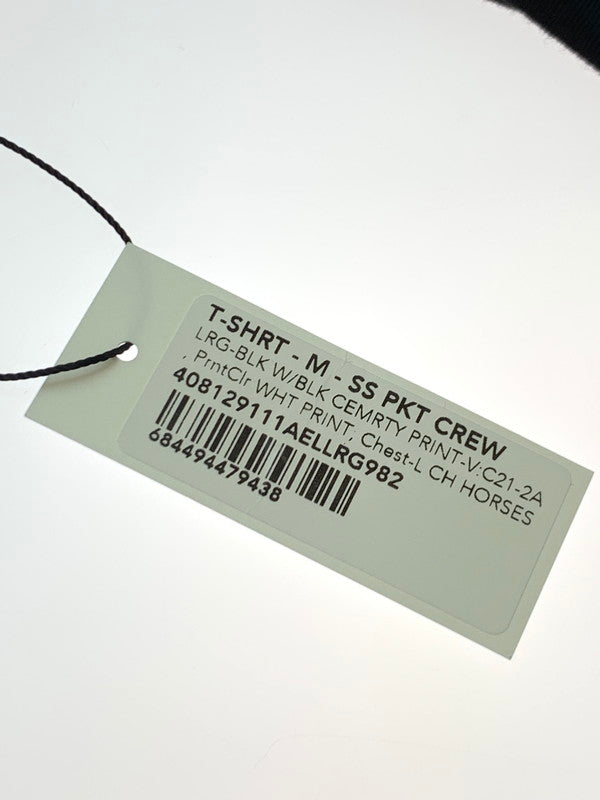 T-SHRT - M - SS PKT CREW
LRG-BLK W/BLK CEMRTY PRINT-V:C21-2A
, PrntClr WHT PRINT, Chest-L CH HORSES
408129111AELLRG982
684494479438